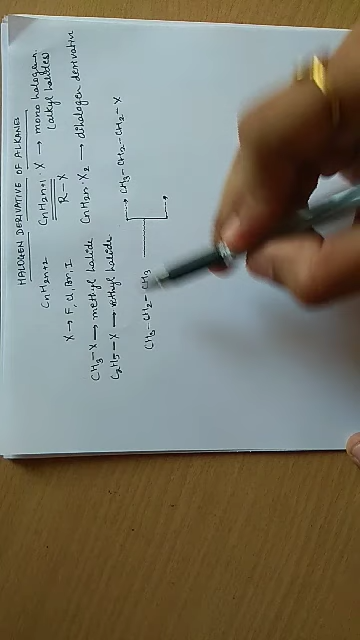 HALOGEN DERIVATIVE OF ALKANES
CnH2n+2 CnH2n+1 · X → mono halogen
R-X (alkyl halides)
X → F, Cl, Br, I CnH2n · X2 → dihalogen derivative
CH3-X → methyl halide
C2H5-X → ethyl halide
→ CH3-CH2-CH2-X
CH3-CH2-CH3